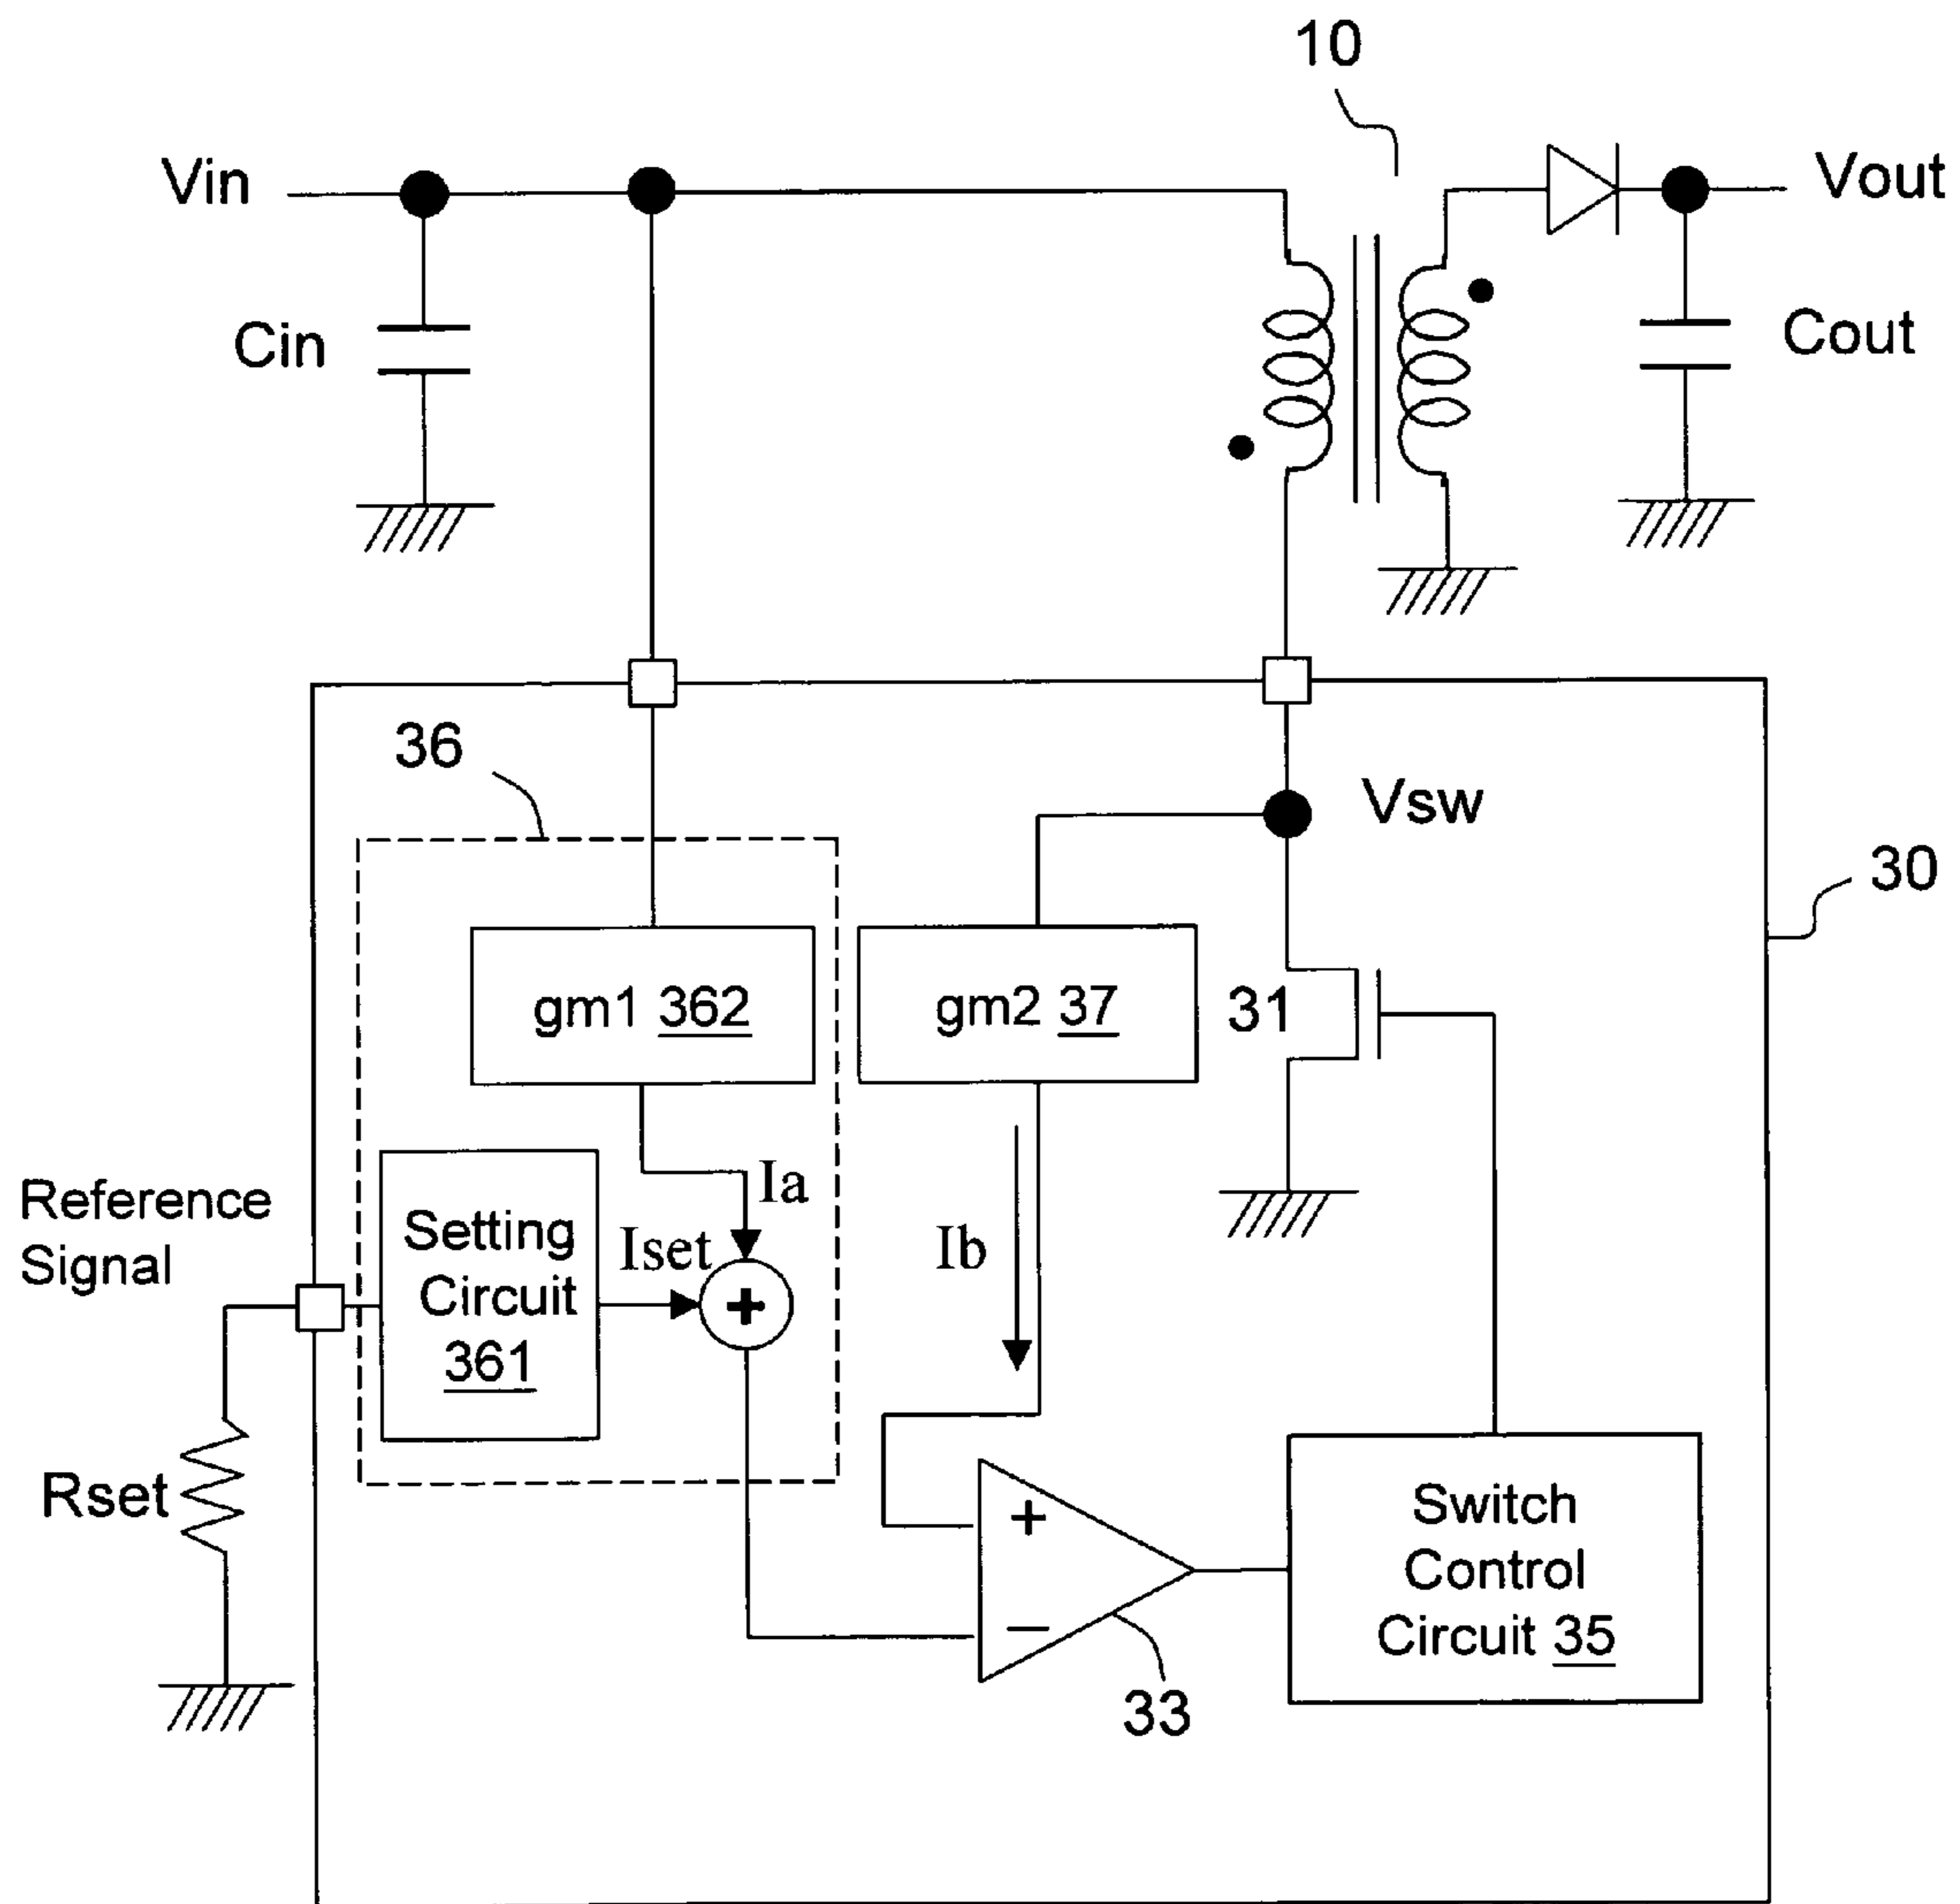 10
Vin
Vout
Cin
Cout
36
Vsw
30
gm1 362
gm2 37
31
Reference
Signal
Ia
Setting
Circuit
361
Iset
+
Ib
Rset
+
−
Switch
Control
Circuit 35
33